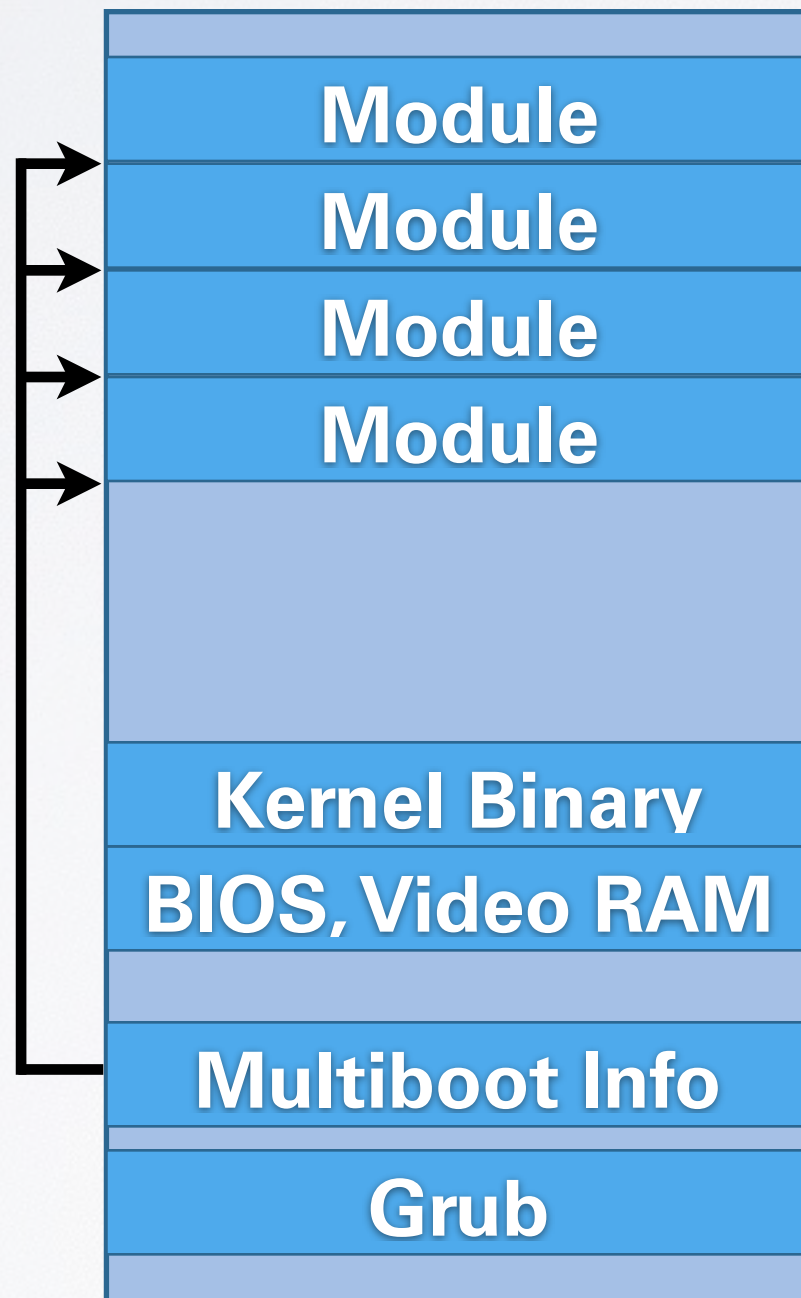 Module
Module
Module
Module
Kernel Binary
BIOS, Video RAM
Multiboot Info
Grub